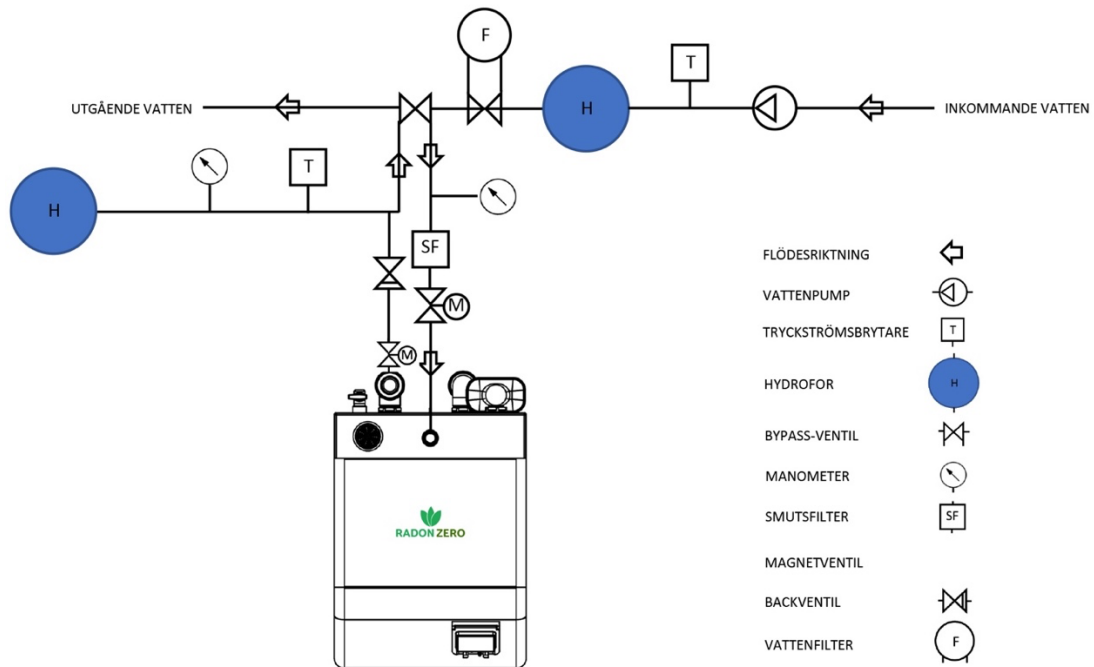 F
T
UTGÅENDE VATTEN
H
INKOMMANDE VATTEN
T
H
SF
M
M
RADON ZERO
FLÖDESRIKTNING
VATTENPUMP
TRYCKSTRÖMSBRYTARE T
HYDROFOR H
BYPASS-VENTIL
MANOMETER
SMUTSFILTER SF
MAGNETVENTIL
BACKVENTIL
VATTENFILTER F